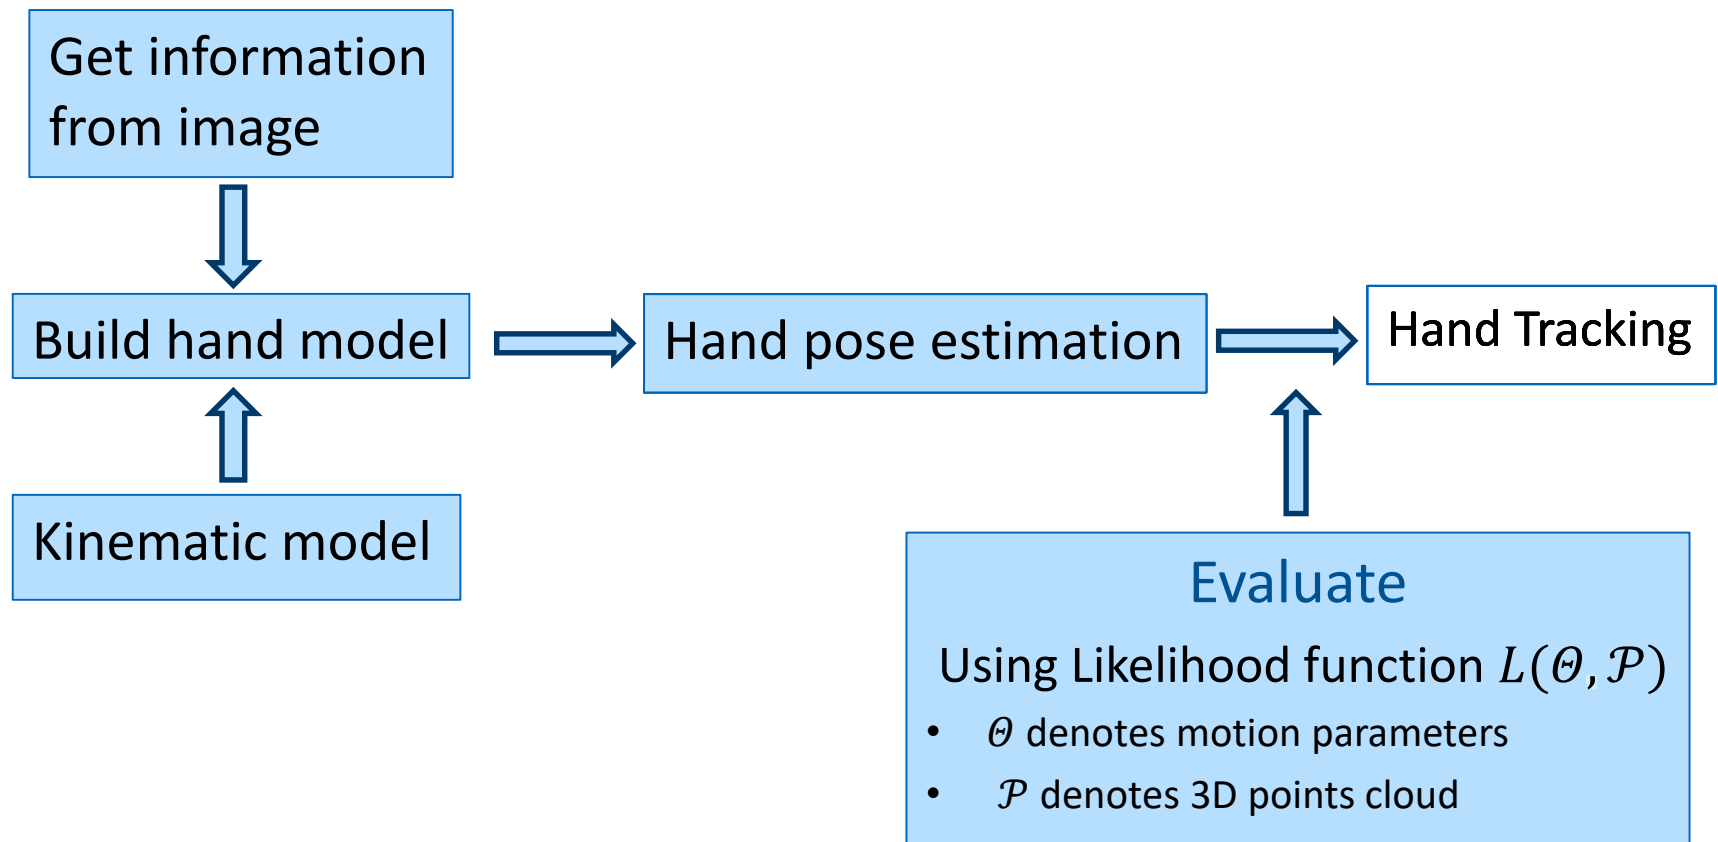 Get information
from image
Build hand model
Hand pose estimation
Hand Tracking
Kinematic model
Evaluate
Using Likelihood function 𝐿(𝛩,𝒫)
• 𝛩 denotes motion parameters
• 𝒫 denotes 3D points cloud